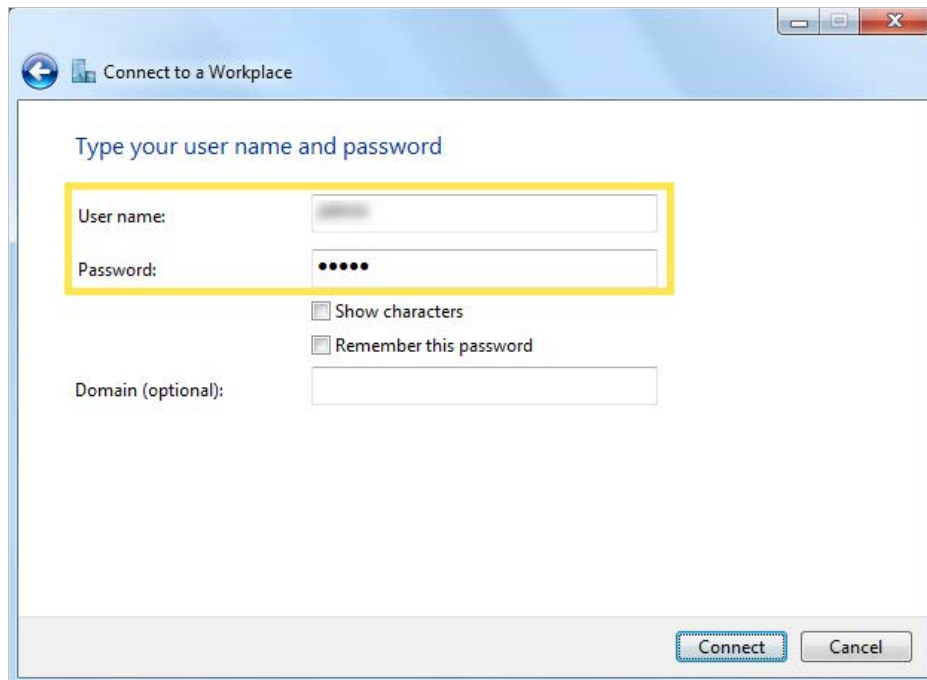 Connect to a Workplace
Type your user name and password
User name:
Password: •••••
Show characters
Remember this password
Domain (optional):
Connect Cancel